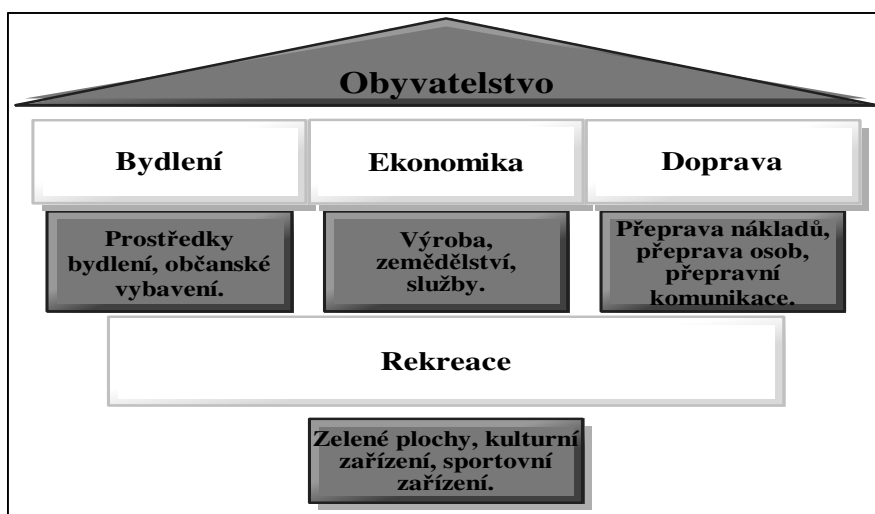 Obyvatelstvo
Bydlení
Ekonomika
Doprava
Prostředky
bydlení, občanské
vybavení.
Výroba,
zemědělství,
služby.
Přeprava nákladů,
přeprava osob,
přepravní
komunikace.
Rekreace
Zelené plochy, kulturní
zařízení, sportovní
zařízení.